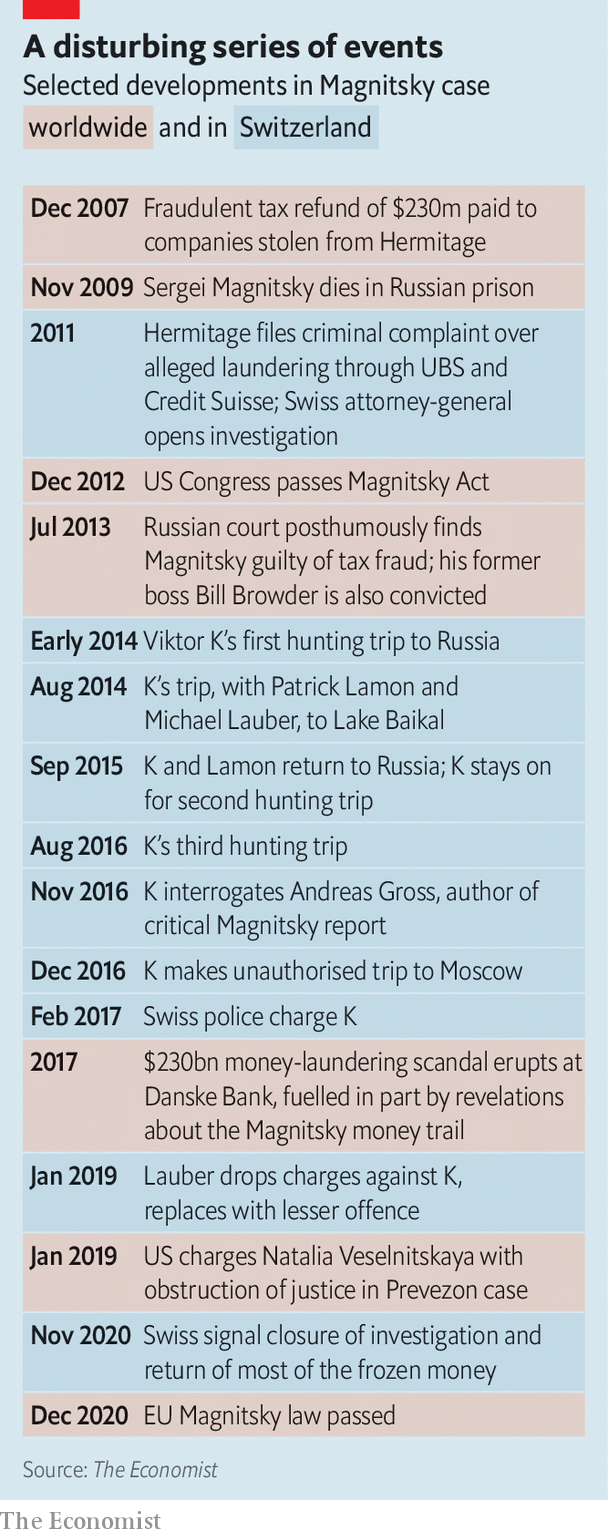 A disturbing series of events
Selected developments in Magnitsky case
worldwide and in Switzerland
Dec 2007 Fraudulent tax refund of $230m paid to
companies stolen from Hermitage
Nov 2009 Sergei Magnitsky dies in Russian prison
2011 Hermitage files criminal complaint over
alleged laundering through UBS and
Credit Suisse; Swiss attorney-general
opens investigation
Dec 2012 US Congress passes Magnitsky Act
Jul 2013 Russian court posthumously finds
Magnitsky guilty of tax fraud; his former
boss Bill Browder is also convicted
Early 2014 Viktor K’s first hunting trip to Russia
Aug 2014 K’s trip, with Patrick Lamon and
Michael Lauber, to Lake Baikal
Sep 2015 K and Lamon return to Russia; K stays on
for second hunting trip
Aug 2016 K’s third hunting trip
Nov 2016 K interrogates Andreas Gross, author of
critical Magnitsky report
Dec 2016 K makes unauthorised trip to Moscow
Feb 2017 Swiss police charge K
2017 $230bn money-laundering scandal erupts at
Danske Bank, fuelled in part by revelations
about the Magnitsky money trail
Jan 2019 Lauber drops charges against K,
replaces with lesser offence
Jan 2019 US charges Natalia Veselnitskaya with
obstruction of justice in Prevezon case
Nov 2020 Swiss signal closure of investigation and
return of most of the frozen money
Dec 2020 EU Magnitsky law passed
Source: The Economist
The Economist